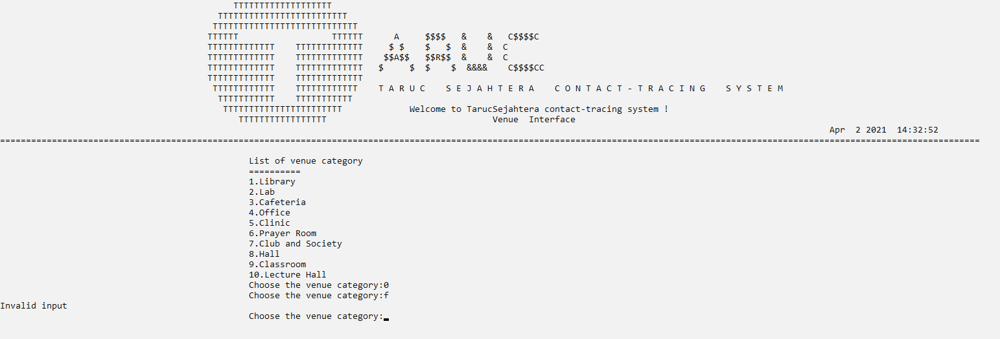 TTTTTTTTTTTTTTTTTTT
TTTTTTTTTTTTTTTTTTTTTTTTT
TTTTTTTTTTTTTTTTTTTTTTTTTTTT
TTTTTT                  TTTTTT      A     $$$$   &    &   C$$$$C
TTTTTTTTTTTTT    TTTTTTTTTTTTT     $ $    $   $  &    &  C
TTTTTTTTTTTTT    TTTTTTTTTTTTT    $$A$$   $$R$$  &    &  C
TTTTTTTTTTTTT    TTTTTTTTTTTTT   $     $  $    $  &&&&    C$$$$CC
TTTTTTTTTTTTT    TTTTTTTTTTTTT
TTTTTTTTTTTT    TTTTTTTTTTTT    T A R U C    S E J A H T E R A    C O N T A C T - T R A C I N G    S Y S T E M
TTTTTTTTTTT    TTTTTTTTTTT
TTTTTTTTTTTTTTTTTTTTTTT             Welcome to TarucSejahtera contact-tracing system !
TTTTTTTTTTTTTTTTT                                Venue  Interface
Apr  2 2021  14:32:52
=============================================================================================================================================================================================
List of venue category
==========
1.Library
2.Lab
3.Cafeteria
4.Office
5.Clinic
6.Prayer Room
7.Club and Society
8.Hall
9.Classroom
10.Lecture Hall
Choose the venue category:0
Choose the venue category:f
Invalid input
Choose the venue category: